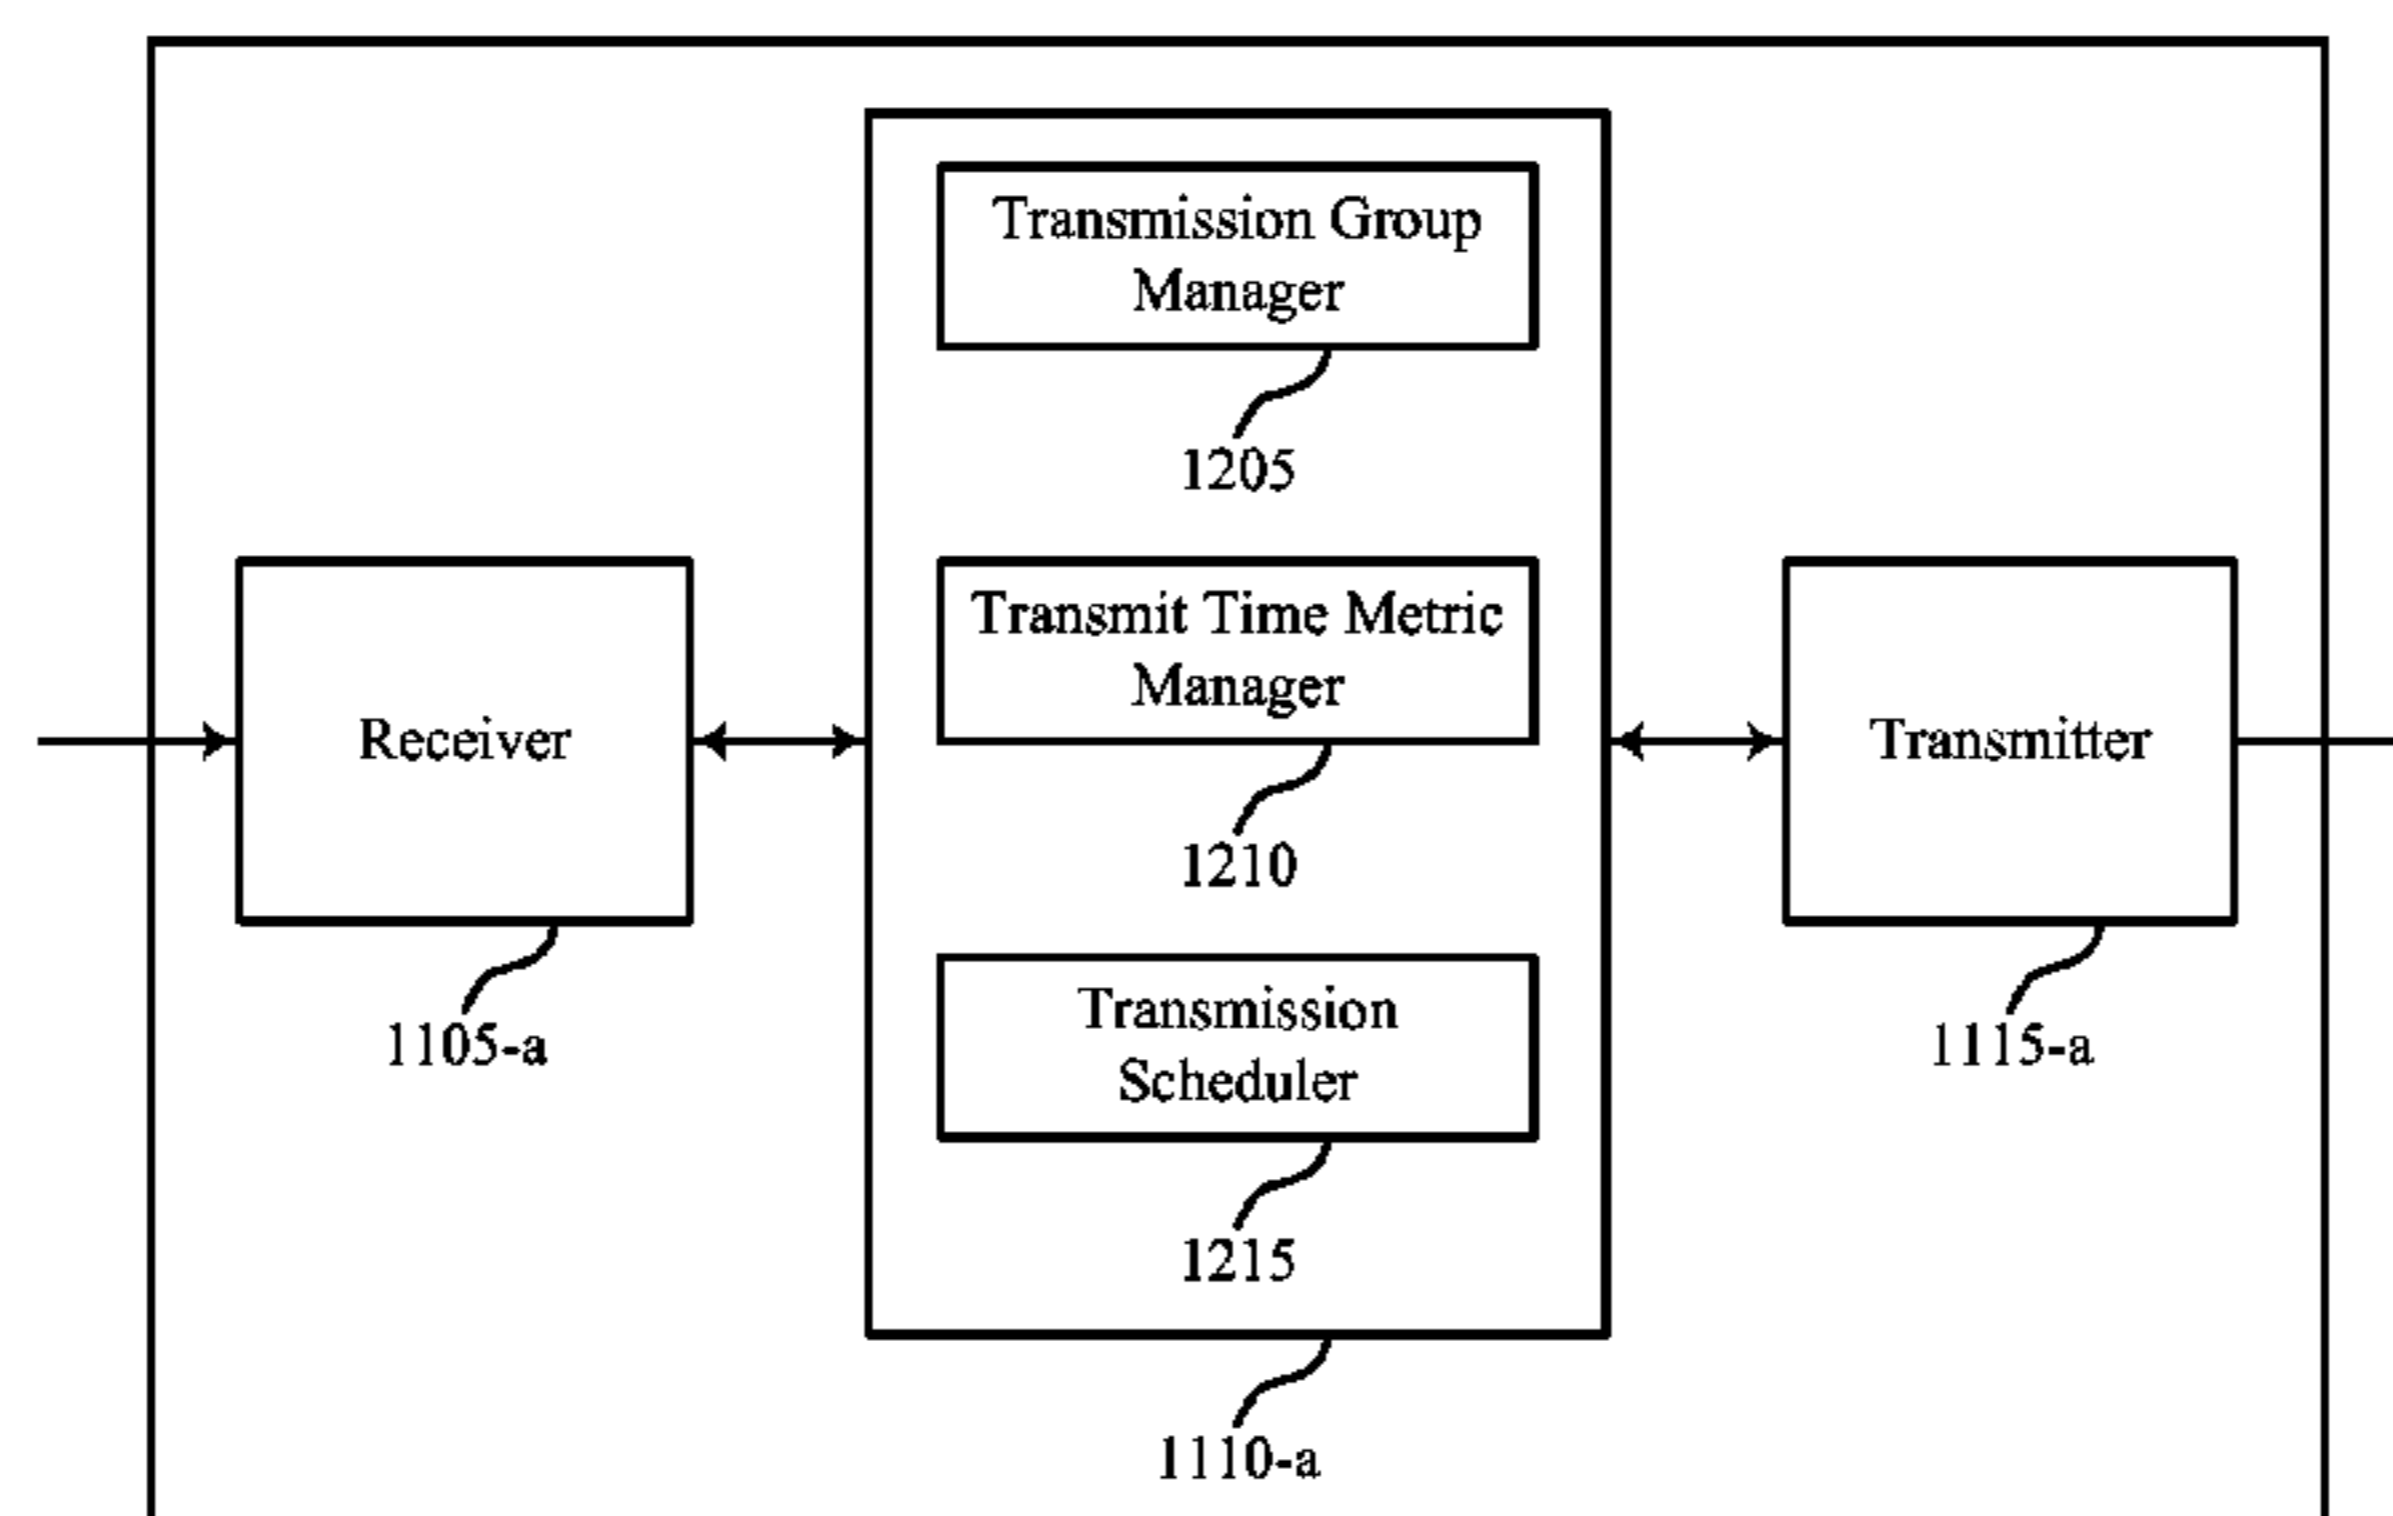 Transmission Group
Manager
1205
Transmit Time Metric
Manager
1210
Receiver
Transmitter
1105-a
1115-a
Transmission
Scheduler
1215
1110-a